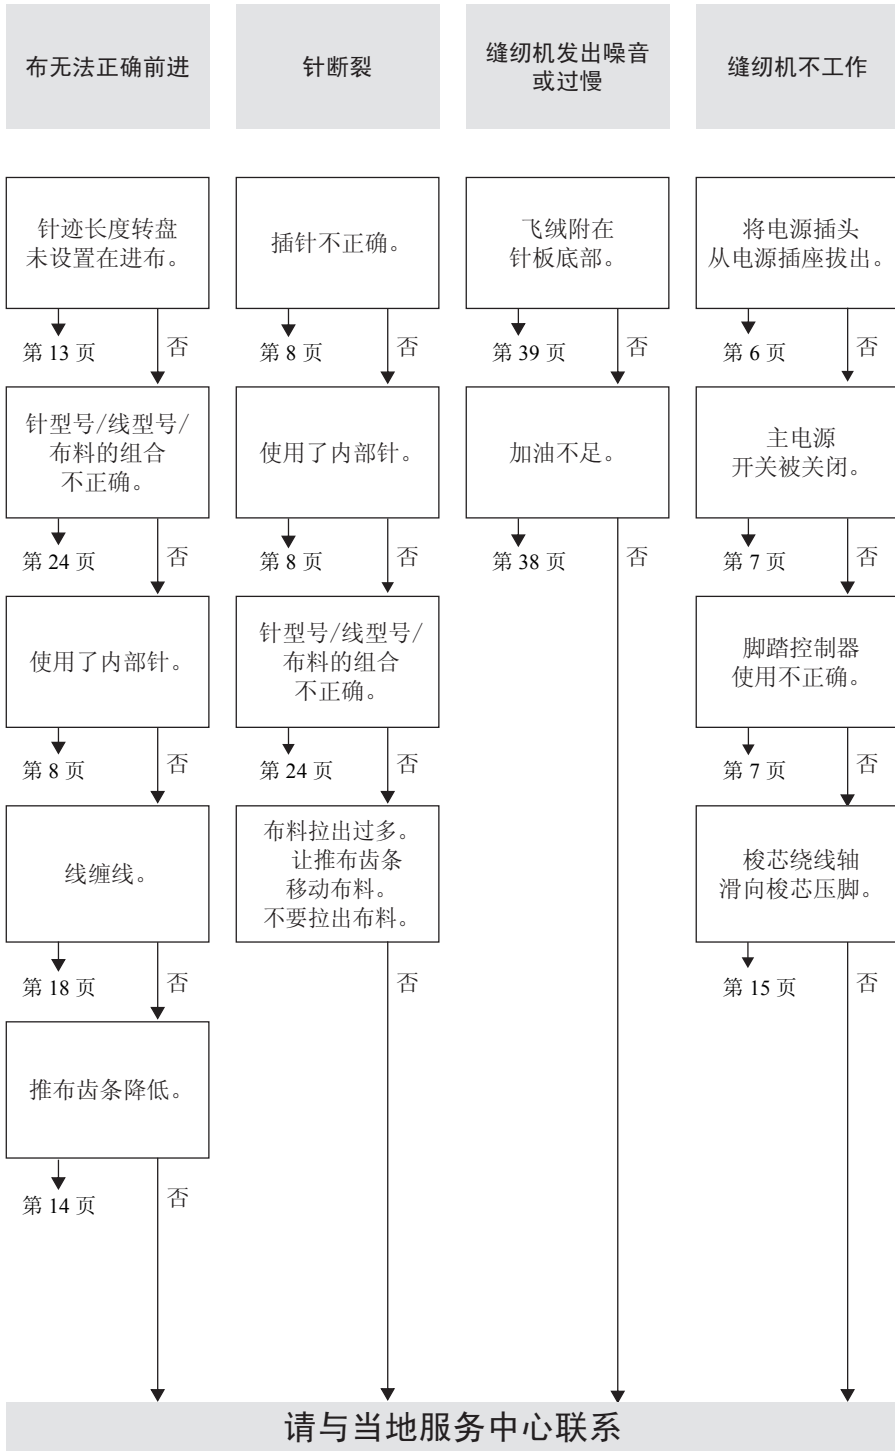 布无法正确前进
针迹长度转盘
未设置在进布。
第 13 页
否
针型号/线型号/
布料的组合
不正确。
第 24 页
否
使用了内部针。
第 8 页
否
线缠线。
第 18 页
否
推布齿条降低。
第 14 页
否
针断裂
插针不正确。
第 8 页
否
使用了内部针。
第 8 页
否
针型号/线型号/
布料的组合
不正确。
第 24 页
否
布料拉出过多。
让推布齿条
移动布料。
不要拉出布料。
否
缝纫机发出噪音
或过慢
飞绒附在
针板底部。
第 39 页
否
加油不足。
第 38 页
否
缝纫机不工作
将电源插头
从电源插座拔出。
第 6 页
否
主电源
开关被关闭。
第 7 页
否
脚踏控制器
使用不正确。
第 7 页
否
梭芯绕线轴
滑向梭芯压脚。
第 15 页
否
请与当地服务中心联系